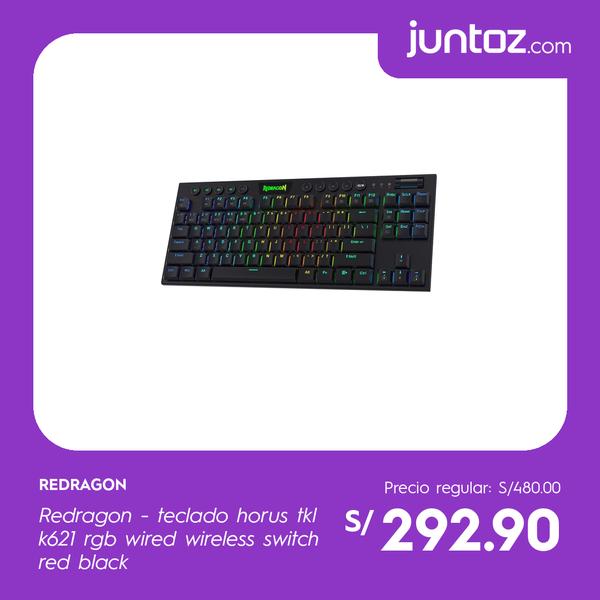 juntoz.com
REDRAGON
REDRAGON
Precio regular: S/480.00
Redragon - teclado horus tkl
k621 rgb wired wireless switch
red black
S/292.90